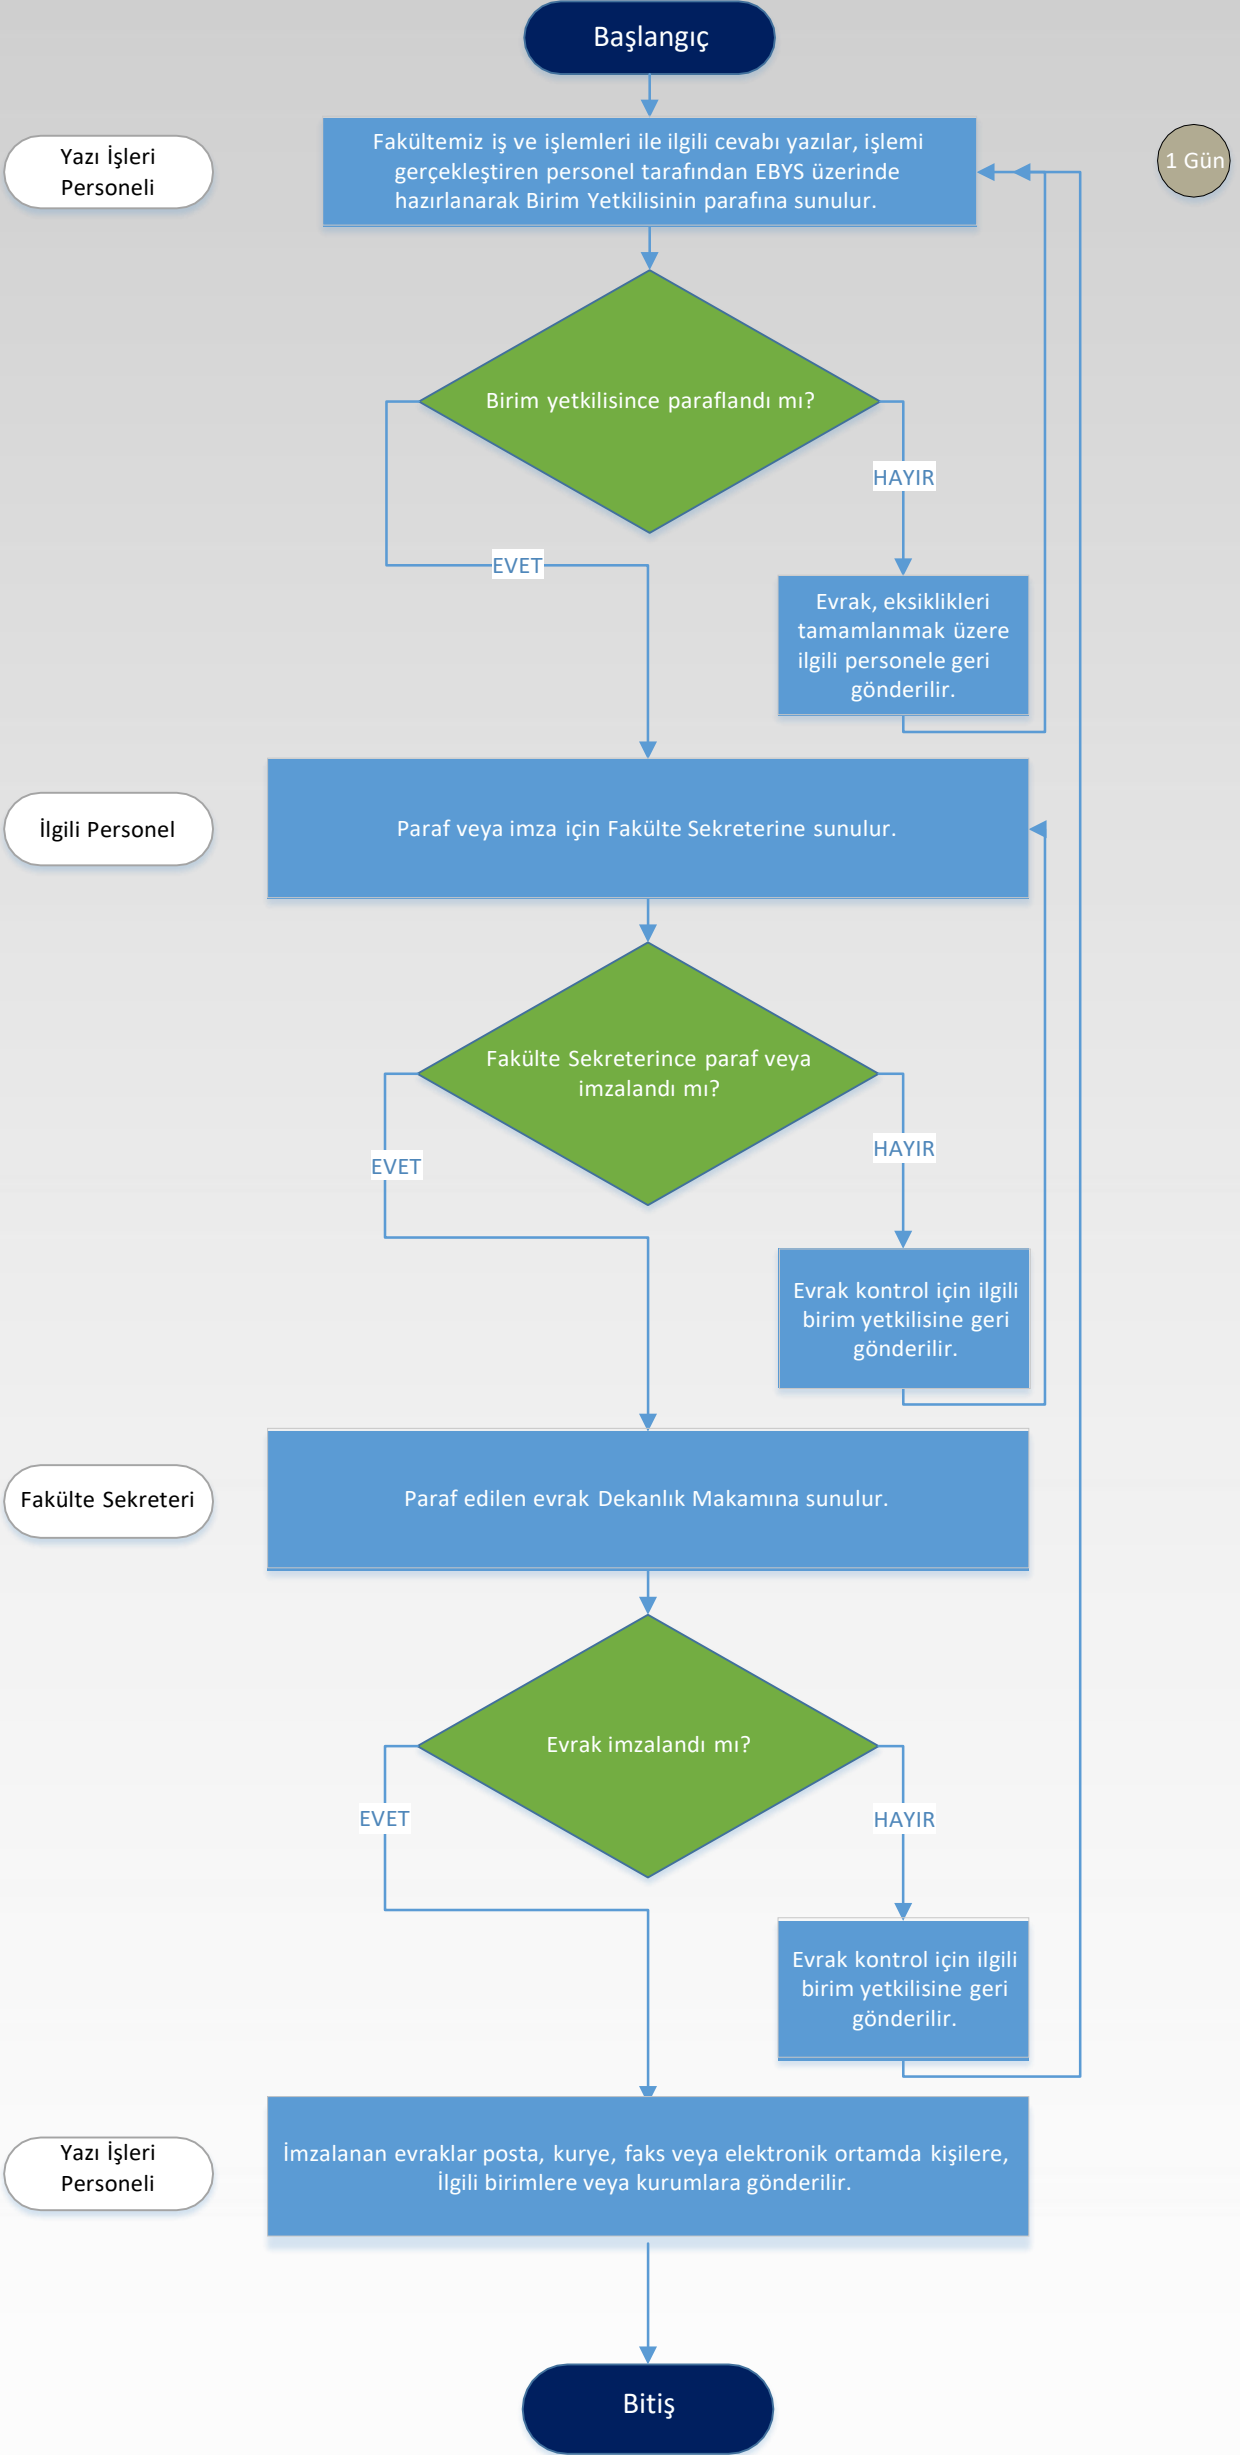 Başlangıç
Yazı İşleri
Personeli
Fakültemiz iş ve işlemleri ile ilgili cevabı yazılar, işlemi
gerçekleştiren personel tarafından EBYS üzerinde
hazırlanarak Birim Yetkilisinin parafına sunulur.
1 Gün
Birim yetkilisince paraflandı mı?
HAYIR
EVET
Evrak, eksiklikleri
tamamlanmak üzere
ilgili personele geri
gönderilir.
İlgili Personel
Paraf veya imza için Fakülte Sekreterine sunulur.
Fakülte Sekreterince paraf veya
imzalandı mı?
HAYIR
EVET
Evrak kontrol için ilgili
birim yetkilisine geri
gönderilir.
Fakülte Sekreteri
Paraf edilen evrak Dekanlık Makamına sunulur.
Evrak imzalandı mı?
EVET
HAYIR
Evrak kontrol için ilgili
birim yetkilisine geri
gönderilir.
Yazı İşleri
Personeli
İmzalanan evraklar posta, kurye, faks veya elektronik ortamda kişilere,
İlgili birimlere veya kurumlara gönderilir.
Bitiş